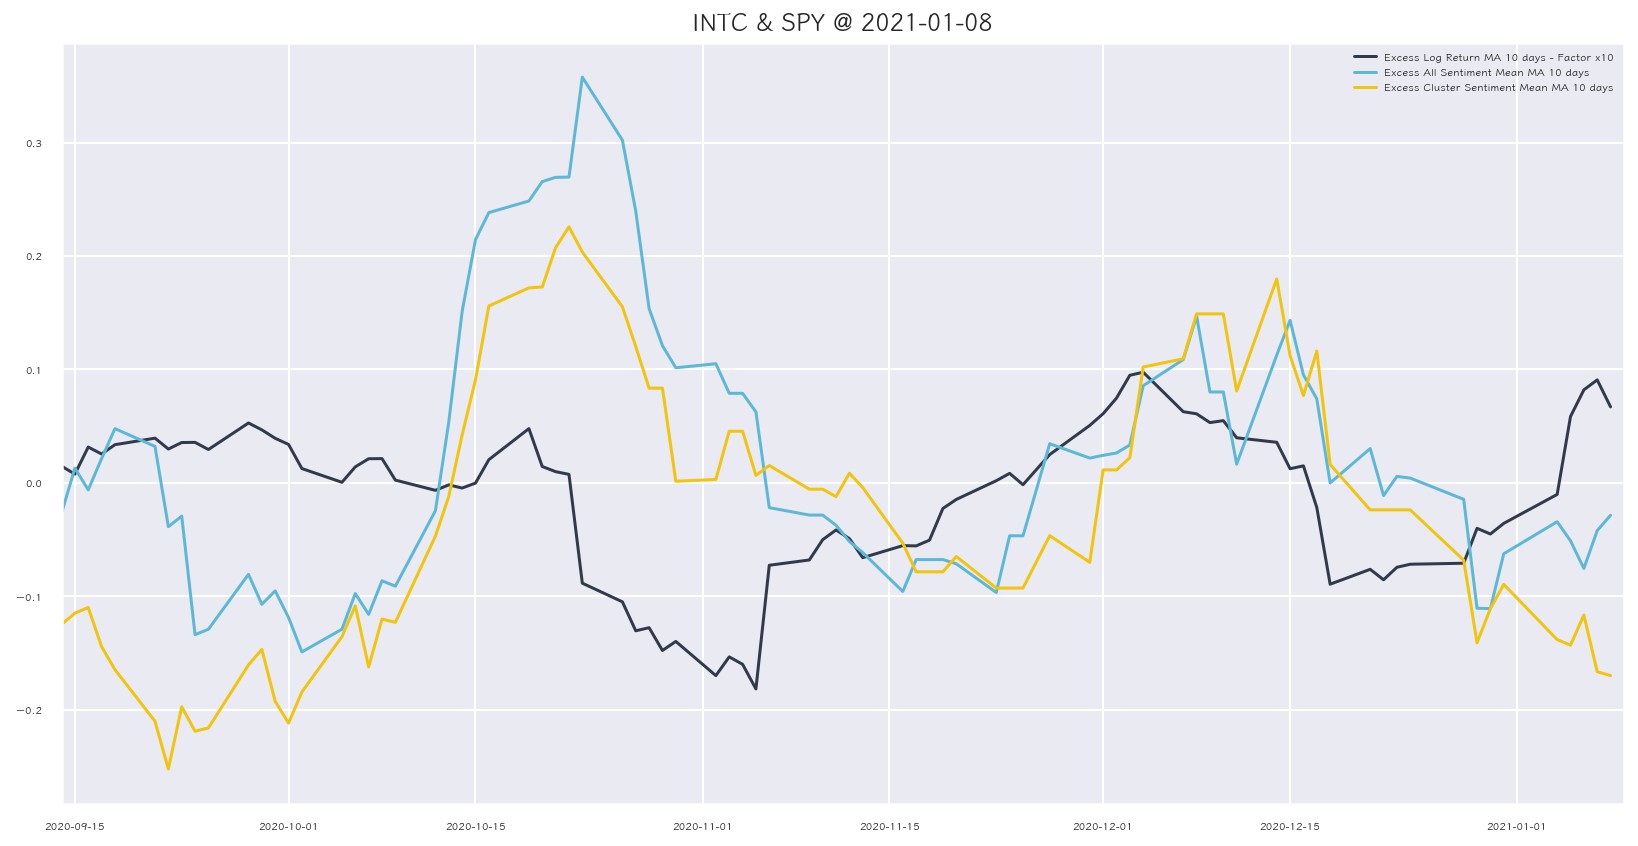 INTC & SPY @ 2021-01-08
Excess Log Return MA 10 days - Factor x10
Excess All Sentiment Mean MA 10 days
Excess Cluster Sentiment Mean MA 10 days
0.3
0.2
0.1
0.0
−0.1
−0.2
2020-09-15 2020-10-01 2020-10-15 2020-11-01 2020-11-15 2020-12-01 2020-12-15 2021-01-01